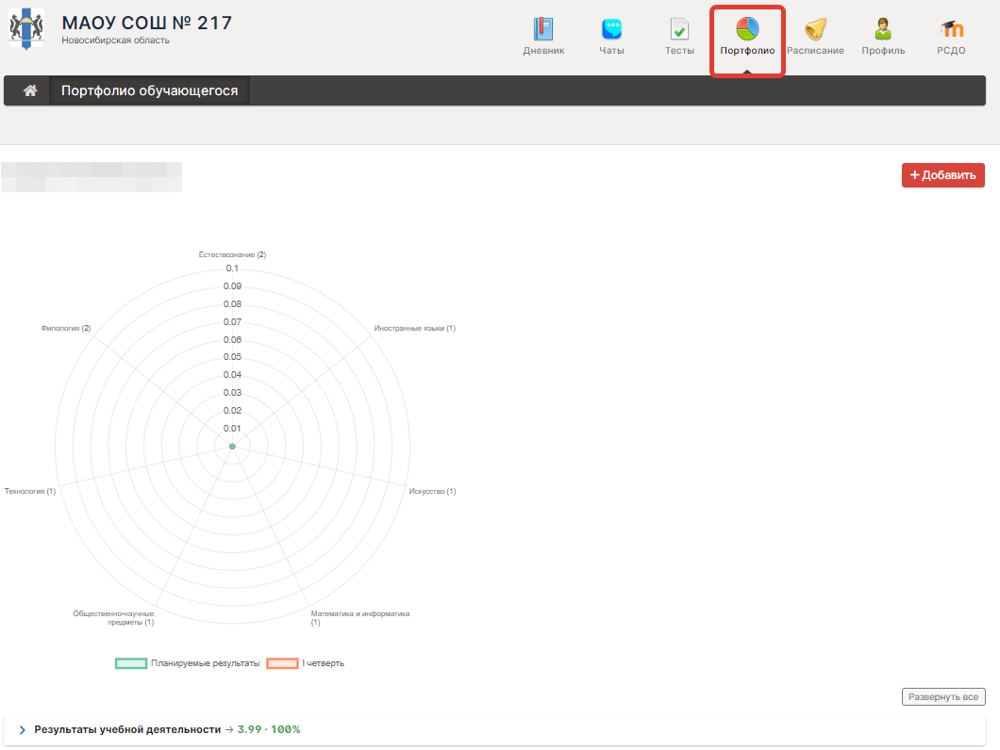 МАОУ СОШ № 217
Новосибирская область
Дневник
Чаты
Тесты
Портфолио
Расписание
Профиль
РСДО
Портфолио обучающегося
+ Добавить
Естествознание (2)
0.1
0.09
0.08
0.07
0.06
0.05
0.04
0.03
0.02
0.01
Филология (2)
Иностранные языки (1)
Технология (1)
Искусство (1)
Общественно-научные
предметы (1)
Математика и информатика
(1)
Планируемые результаты
I четверть
Развернуть все
Результаты учебной деятельности → 3.99 · 100%